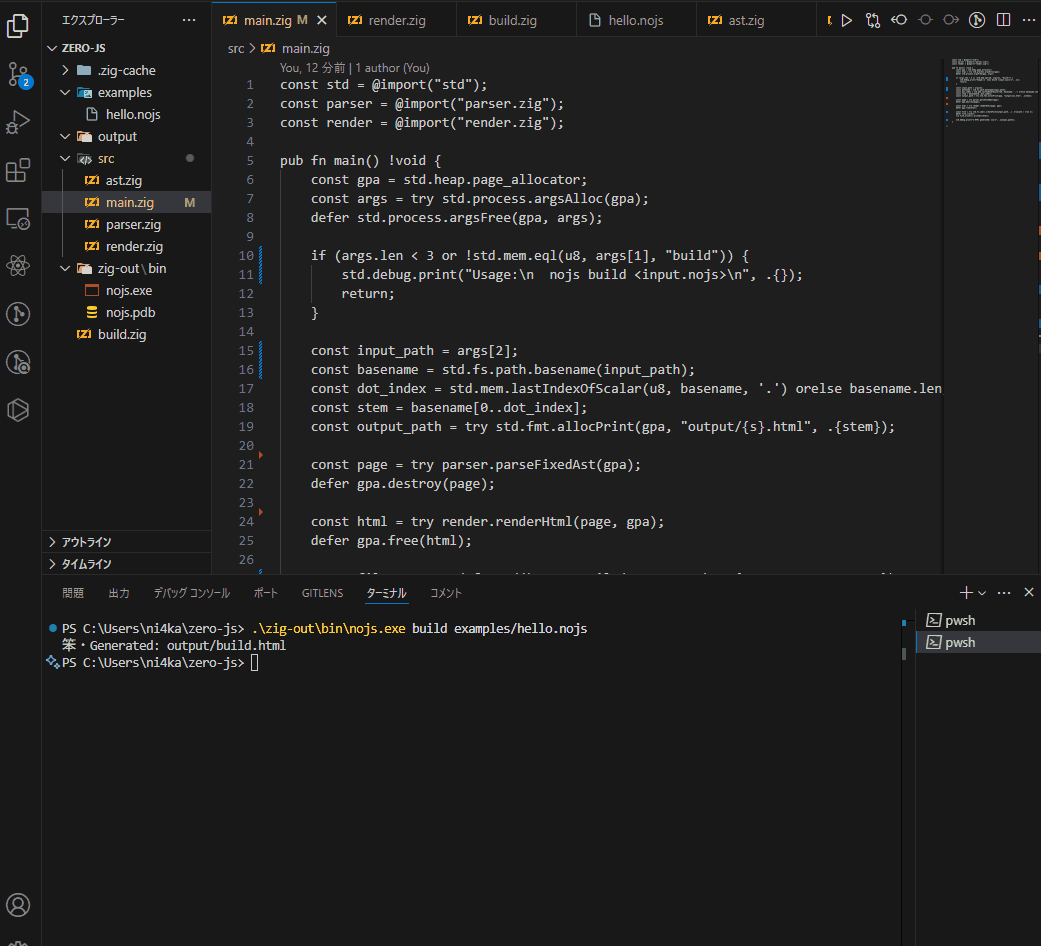 エクスプローラー
main.zig M
render.zig
build.zig
hello.nojs
ast.zig
ZERO-JS
.zig-cache
examples
hello.nojs
output
src
ast.zig
main.zig M
parser.zig
render.zig
zig-out\bin
nojs.exe
nojs.pdb
build.zig
アウトライン
タイムライン
2
src > main.zig
You, 12 分前 | 1 author (You)
1 const std = @import("std");
2 const parser = @import("parser.zig");
3 const render = @import("render.zig");
4
5 pub fn main() !void {
6 const gpa = std.heap.page_allocator;
7 const args = try std.process.argsAlloc(gpa);
8 defer std.process.argsFree(gpa, args);
9
10 if (args.len < 3 or !std.mem.eql(u8, args[1], "build")) {
11 std.debug.print("Usage:\n  nojs build <input.nojs>\n", .{});
12 return;
13 }
14
15 const input_path = args[2];
16 const basename = std.fs.path.basename(input_path);
17 const dot_index = std.mem.lastIndexOfScalar(u8, basename, '.') orelse basename.len
18 const stem = basename[0..dot_index];
19 const output_path = try std.fmt.allocPrint(gpa, "output/{s}.html", .{stem});
20
21 const page = try parser.parseFixedAst(gpa);
22 defer gpa.destroy(page);
23
24 const html = try render.renderHtml(page, gpa);
25 defer gpa.free(html);
26
問題
出力
デバッグ コンソール
ポート
GITLENS
ターミナル
コメント
PS C:\Users\ni4ka\zero-js> .\zig-out\bin\nojs.exe build examples/hello.nojs
笨・Generated: output/build.html
PS C:\Users\ni4ka\zero-js>
pwsh
pwsh